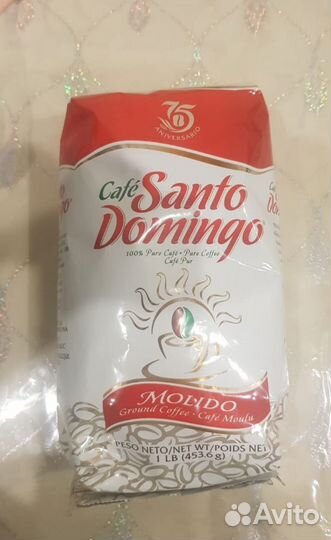 75
ANIVERSARIO
Café Santo
Domingo
100% Pure Café · Pure Coffee
Café Pur
MOLIDO
Ground Coffee · Café Moulu
PESO NETO/NET WT/POIDS NET
1 LB (453.6 g)
Avito